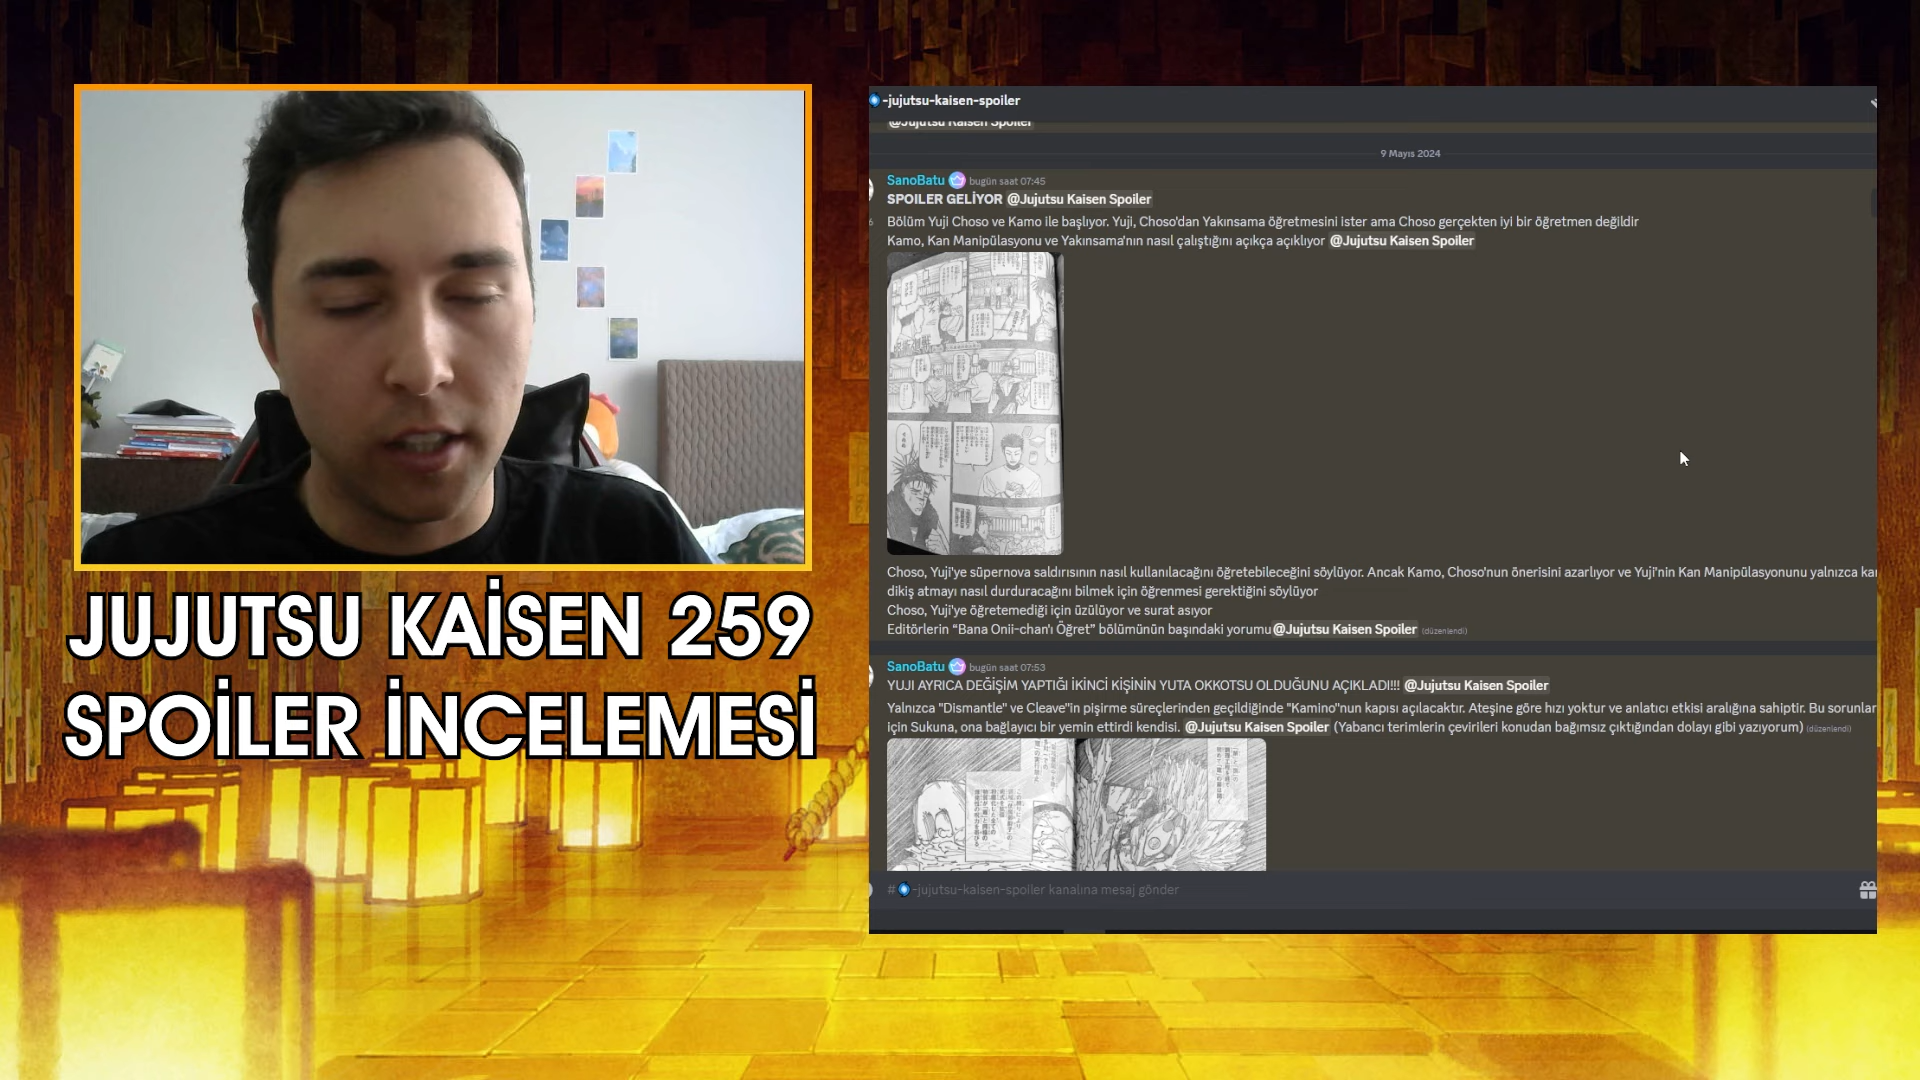 JUJUTSU KAİSEN 259
SPOİLER İNCELEMESİ
-jujutsu-kaisen-spoiler
@Jujutsu Kaisen Spoiler
9 Mayıs 2024
SanoBatu bugün saat 07:45
SPOILER GELİYOR @Jujutsu Kaisen Spoiler
Bölüm Yuji Choso ve Kamo ile başlıyor. Yuji, Choso'dan Yakınsama öğretmesini ister ama Choso gerçekten iyi bir öğretmen değildir
Kamo, Kan Manipülasyonu ve Yakınsama'nın nasıl çalıştığını açıkça açıklıyor @Jujutsu Kaisen Spoiler
Choso, Yuji'ye süpernova saldırısının nasıl kullanılacağını öğretebileceğini söylüyor. Ancak Kamo, Choso'nun önerisini azarlıyor ve Yuji'nin Kan Manipülasyonunu yalnızca
dikiş atmayı nasıl durduracağını bilmek için öğrenmesi gerektiğini söylüyor
Choso, Yuji'ye öğretemediği için üzülüyor ve surat asıyor
Editörlerin “Bana Onii-chan'ı Öğret” bölümünün başındaki yorumu @Jujutsu Kaisen Spoiler (düzenlendi)
SanoBatu bugün saat 07:53
YUJI AYRICA DEĞİŞİM YAPTIĞI İKİNCİ KİŞİNİN YUTA OKKOTSU OLDUĞUNU AÇIKLADI!!! @Jujutsu Kaisen Spoiler
Yalnızca "Dismantle" ve Cleave"in pişirme süreçlerinden geçildiğinde "Kamino"nun kapısı açılacaktır. Ateşine göre hızı yoktur ve anlatıcı etkisi aralığına sahiptir. Bu sorunlar
için Sukuna, ona bağlayıcı bir yemin ettirdi kendisi. @Jujutsu Kaisen Spoiler (Yabancı terimlerin çevirileri konudan bağımsız çıktığından dolayı gibi yazıyorum) (düzenlendi)
# -jujutsu-kaisen-spoiler kanalına mesaj gönder